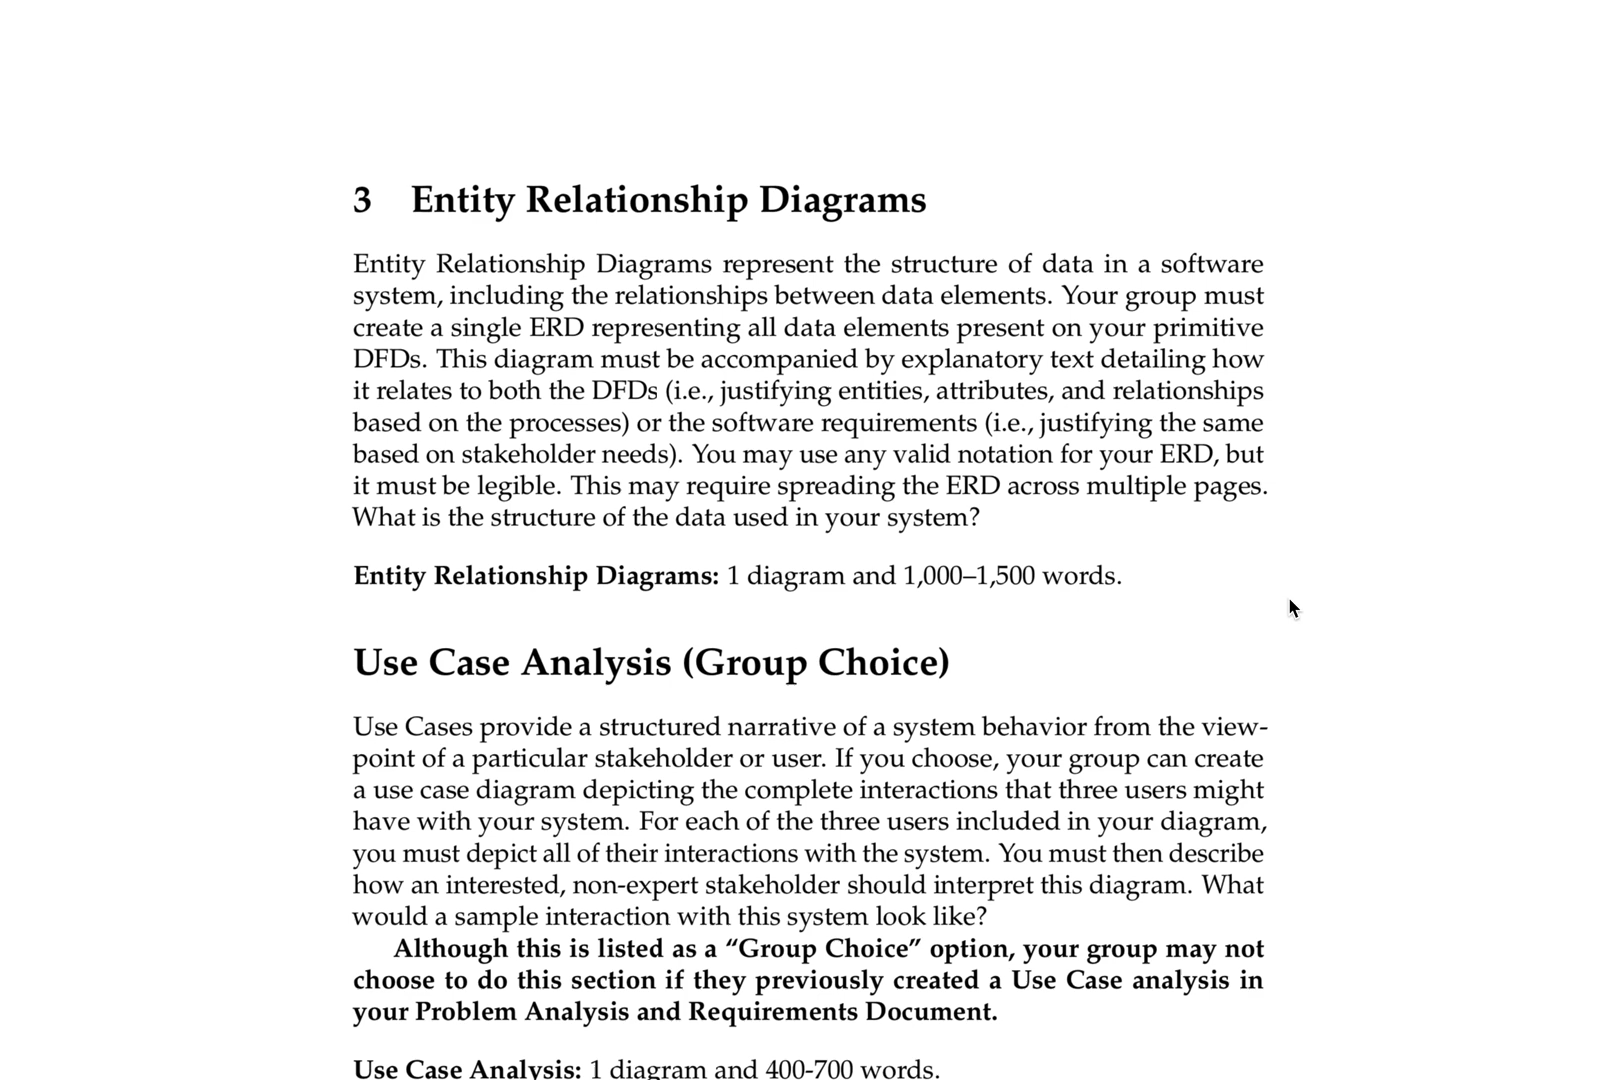 3 Entity Relationship Diagrams
Entity Relationship Diagrams represent the structure of data in a software
system, including the relationships between data elements. Your group must
create a single ERD representing all data elements present on your primitive
DFDs. This diagram must be accompanied by explanatory text detailing how
it relates to both the DFDs (i.e., justifying entities, attributes, and relationships
based on the processes) or the software requirements (i.e., justifying the same
based on stakeholder needs). You may use any valid notation for your ERD, but
it must be legible. This may require spreading the ERD across multiple pages.
What is the structure of the data used in your system?
Entity Relationship Diagrams: 1 diagram and 1,000–1,500 words.
Use Case Analysis (Group Choice)
Use Cases provide a structured narrative of a system behavior from the view-
point of a particular stakeholder or user. If you choose, your group can create
a use case diagram depicting the complete interactions that three users might
have with your system. For each of the three users included in your diagram,
you must depict all of their interactions with the system. You must then describe
how an interested, non-expert stakeholder should interpret this diagram. What
would a sample interaction with this system look like?
Although this is listed as a “Group Choice” option, your group may not
choose to do this section if they previously created a Use Case analysis in
your Problem Analysis and Requirements Document.
Use Case Analysis: 1 diagram and 400-700 words.